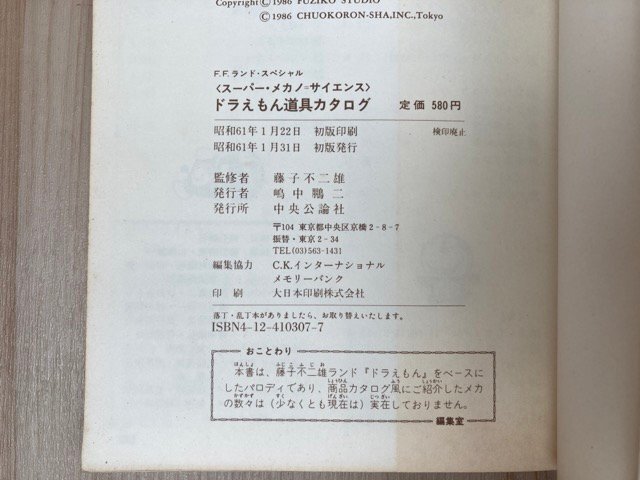 Copyright©1986 FUZIKO STUDIO
©1986 CHUOKORON-SHA,INC.,Tokyo
F.F.ランド・スペシャル
〈スーパー・メカノ=サイエンス〉
ドラえもん道具カタログ 定価 580円
昭和61年1月22日 初版印刷 検印廃止
昭和61年1月31日 初版発行
監修者 藤子不二雄
発行者 嶋中鵬二
発行所 中央公論社
〒104 東京都中央区京橋2-8-7
振替・東京2-34
TEL(03)563-1431
編集協力 C.K.インターナショナル
メモリーバンク
印刷 大日本印刷株式会社
落丁・乱丁本がありましたら、お取り替えいたします。
ISBN4-12-410307-7
おことわり
本書は、藤子不二雄ランド『ドラえもん』をベースに
したパロディであり、商品カタログ風にご紹介したメカ
の数々は(少なくとも現在は)実在しておりません。
編集室